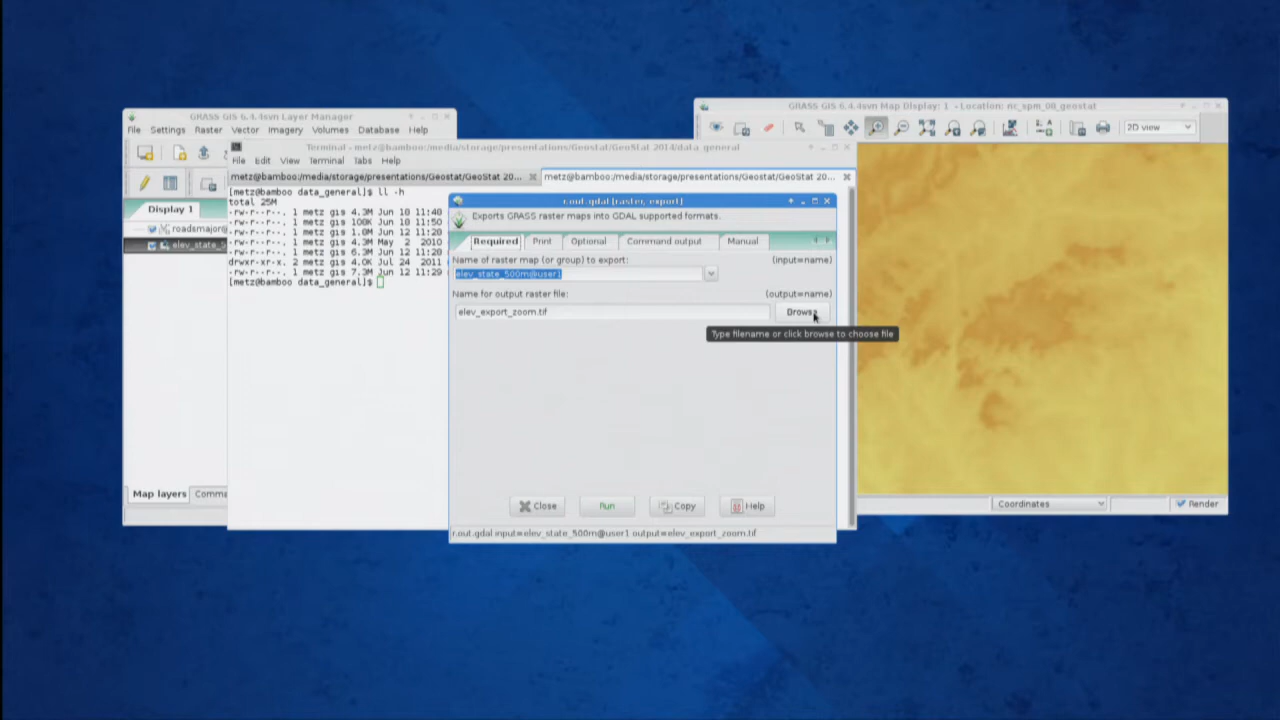 GRASS GIS 6.4.4svn Layer Manager
File Settings Raster Vector Imagery Volumes Database Help
Display 1
roadsmajor@
elev_state_5
Map layers Comma
GRASS GIS 6.4.4svn Map Display: 1 - Location: nc_spm_08_geostat
2D view
Coordinates
Render
Terminal - metz@bamboo:/media/storage/presentations/Geostat/GeoStat 2014/data_general
File Edit View Terminal Tabs Help
metz@bamboo:/media/storage/presentations/Geostat/GeoStat 20...
metz@bamboo:/media/storage/presentations/Geostat/GeoStat 20...
[metz@bamboo data_general]$ ll -h
total 25M
-rw-r--r--. 1 metz gis 4.3M Jun 10 11:40
-rw-r--r--. 1 metz gis 100K Jun 10 11:50
-rw-r--r--. 1 metz gis 1.0M Jun 12 11:20
-rw-r--r--. 1 metz gis 4.3M May 2 2010
-rw-r--r--. 1 metz gis 6.3M Jun 12 11:20
drwxr-xr-x. 2 metz gis 4.0K Jul 24 2011
-rw-r--r--. 1 metz gis 7.3M Jun 12 11:29
[metz@bamboo data_general]$
r.out.gdal [raster, export]
Exports GRASS raster maps into GDAL supported formats.
Required Print Optional Command output Manual
Name of raster map (or group) to export: (input=name)
elev_state_500m@user1
Name for output raster file: (output=name)
elev_export_zoom.tif
Browse
Type filename or click browse to choose file
Close Run Copy Help
r.out.gdal input=elev_state_500m@user1 output=elev_export_zoom.tif